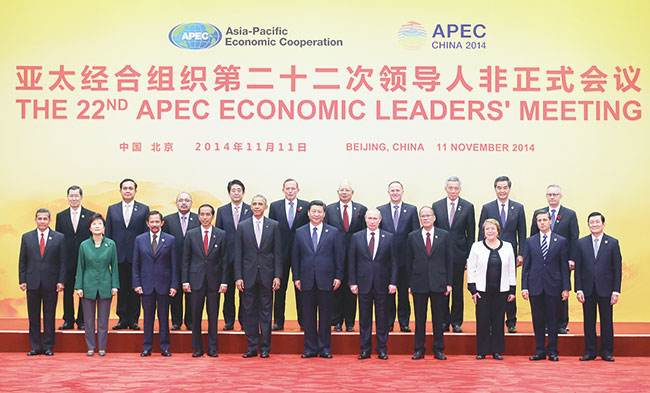 APEC
Asia-Pacific
Economic Cooperation
APEC
CHINA 2014
亚太经合组织第二十二次领导人非正式会议
THE 22ND APEC ECONOMIC LEADERS' MEETING
中国 北京 2014年11月11日 BEIJING, CHINA 11 NOVEMBER 2014